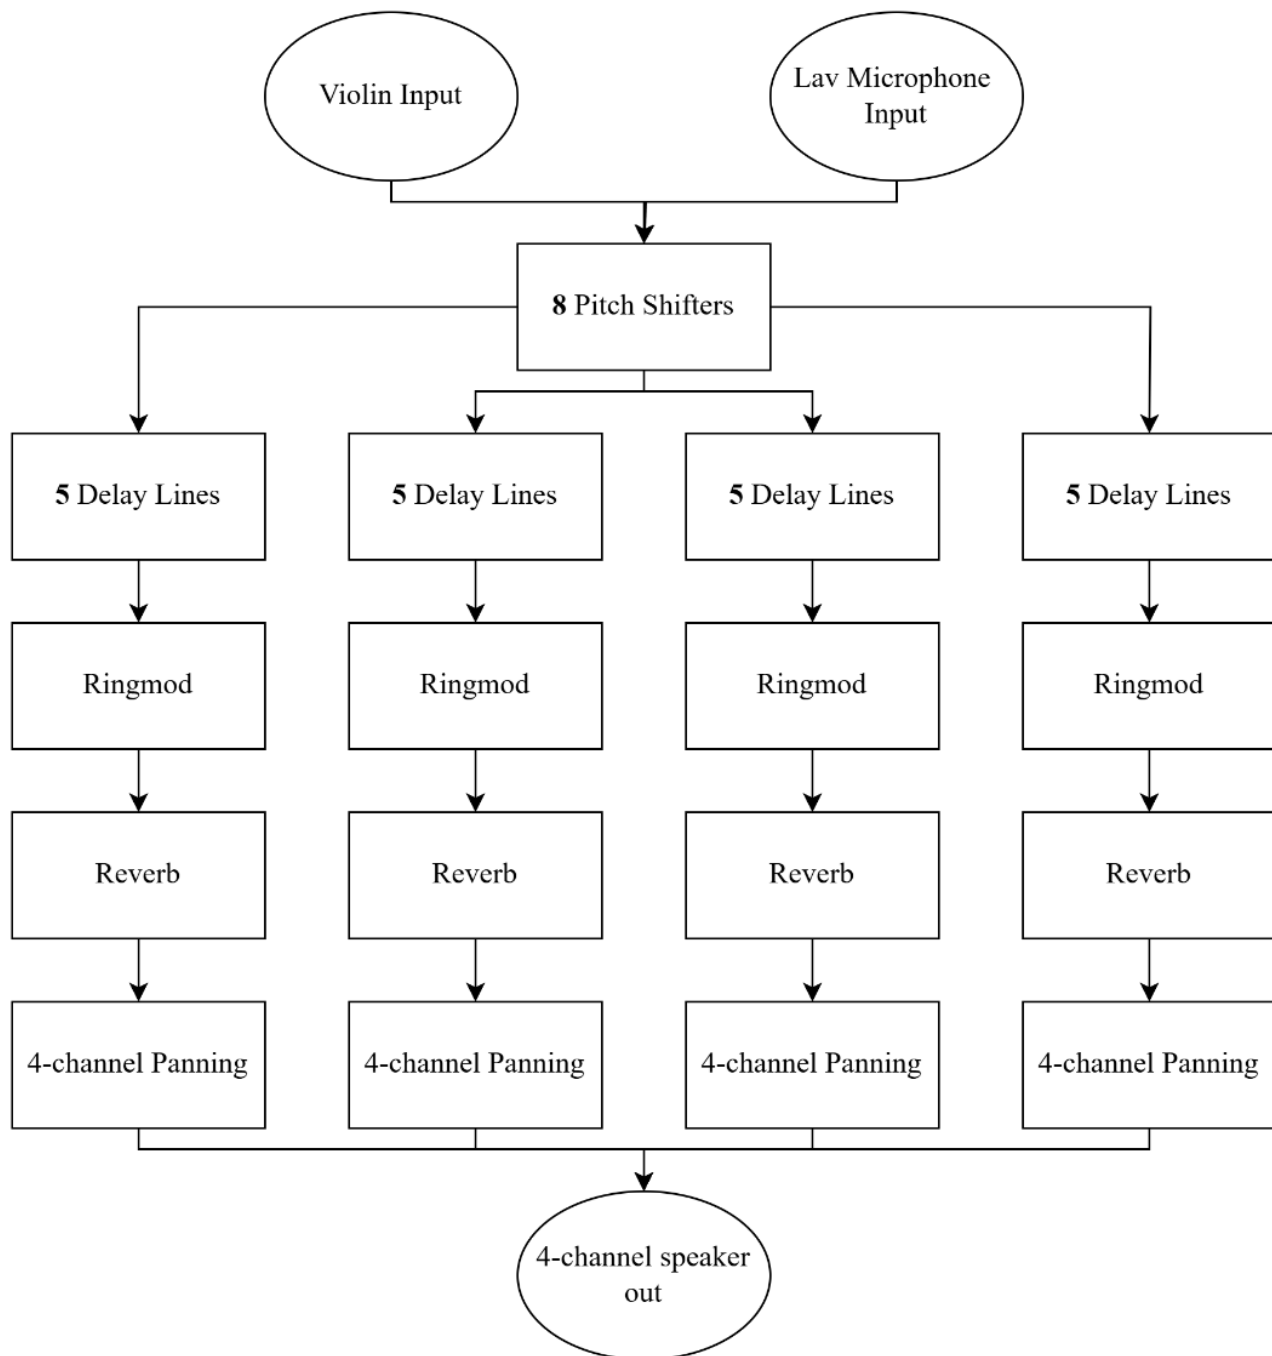 Violin Input
Lav Microphone
Input
8 Pitch Shifters
5 Delay Lines
5 Delay Lines
5 Delay Lines
5 Delay Lines
Ringmod
Ringmod
Ringmod
Ringmod
Reverb
Reverb
Reverb
Reverb
4-channel Panning
4-channel Panning
4-channel Panning
4-channel Panning
4-channel speaker
out